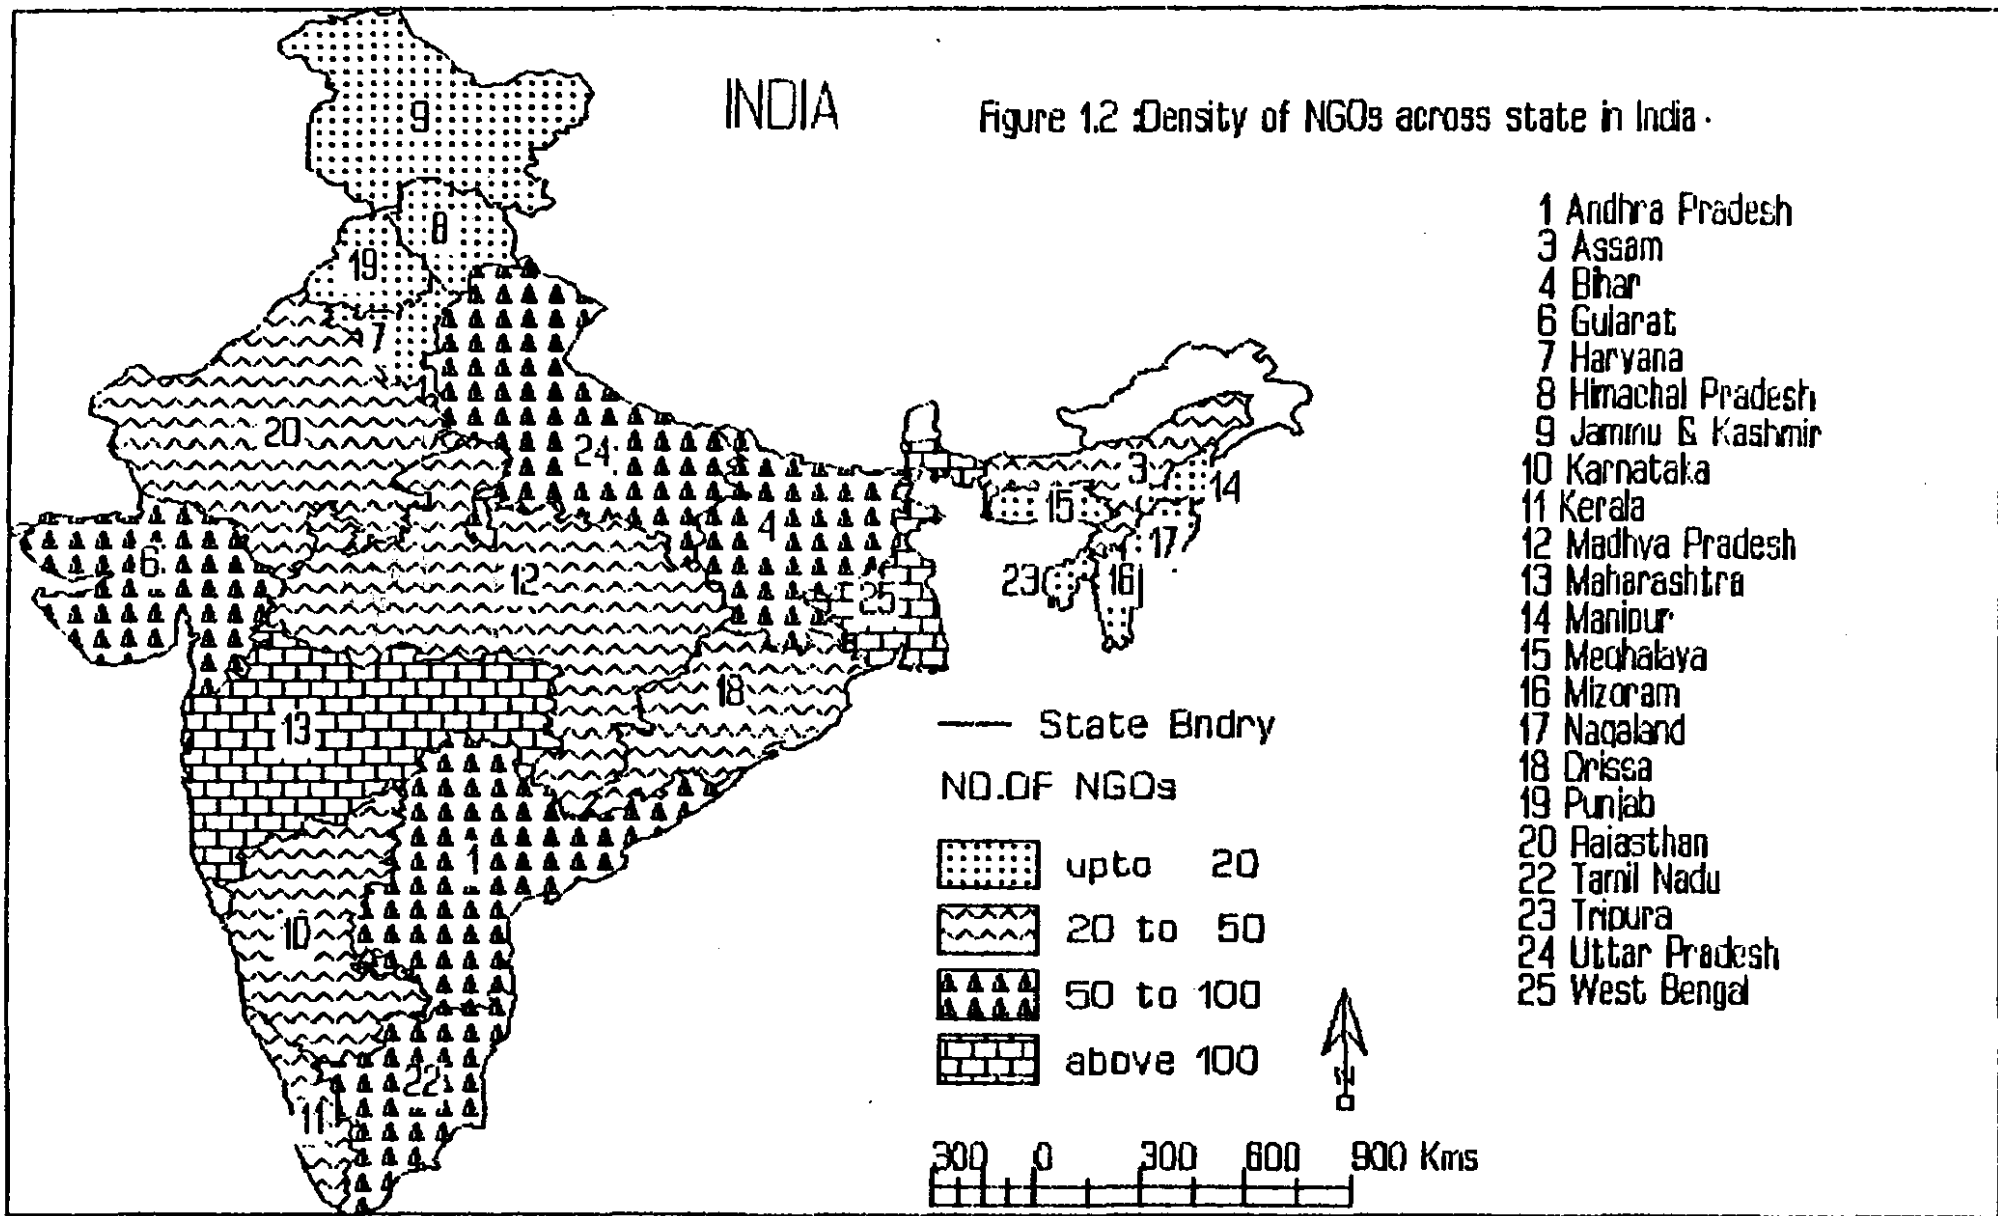 INDIA
Figure 1.2 :Density of NGOs across state in India.
1 Andhra Pradesh
3 Assam
4 Bihar
6 Gujarat
7 Haryana
8 Himachal Pradesh
9 Jammu & Kashmir
10 Karnataka
11 Kerala
12 Madhya Pradesh
13 Maharashtra
14 Manipur
15 Meghalaya
16 Mizoram
17 Nagaland
18 Orissa
19 Punjab
20 Rajasthan
22 Tamil Nadu
23 Tripura
24 Uttar Pradesh
25 West Bengal
9
8
19
7
20
24
3
14
15
4
17
6
12
23
16
25
18
13
1
10
22
11
State Bndry
NO.OF NGOs
upto 20
20 to 50
50 to 100
above 100
N
300 0 300 600 900 Kms